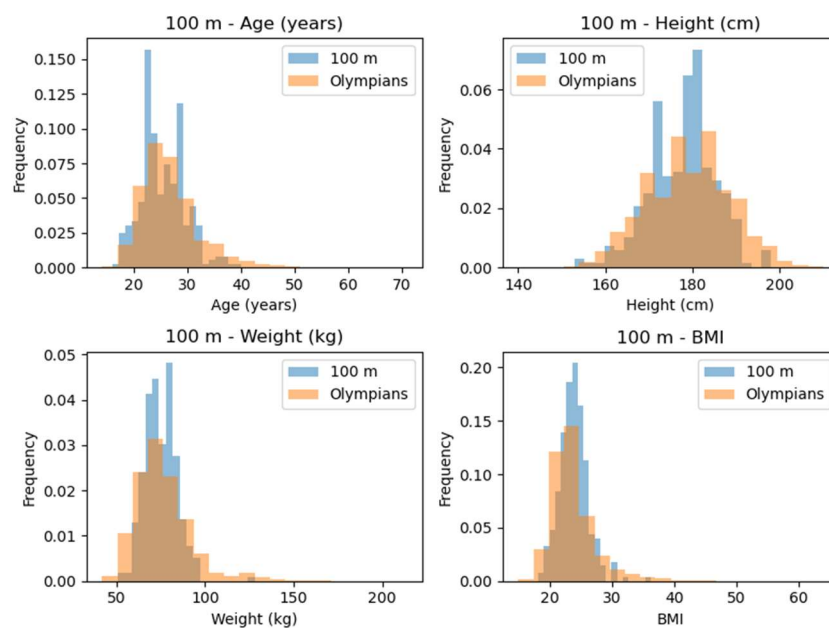 100 m - Age (years)
0.150
0.125
0.100
0.075
0.050
0.025
0.000
Frequency
100 m
Olympians
20 30 40 50 60 70
Age (years)
100 m - Height (cm)
0.06
0.04
0.02
0.00
Frequency
100 m
Olympians
140 160 180 200
Height (cm)
100 m - Weight (kg)
0.05
0.04
0.03
0.02
0.01
0.00
Frequency
100 m
Olympians
50 100 150 200
Weight (kg)
100 m - BMI
0.20
0.15
0.10
0.05
0.00
Frequency
100 m
Olympians
20 30 40 50 60
BMI